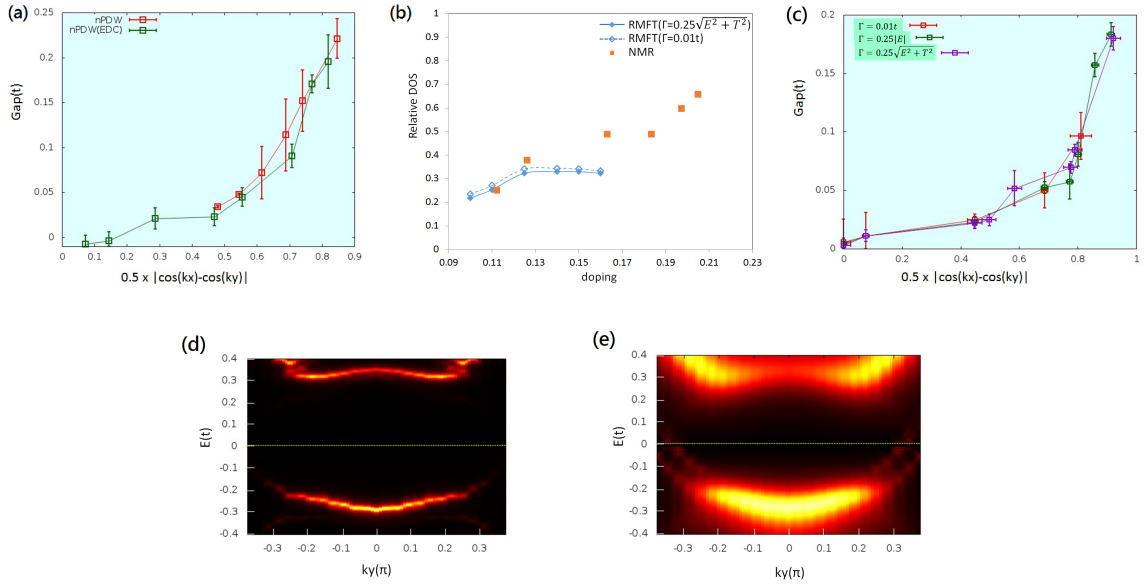 (a)
nPDW
nPDW(EDC)
Gap(t)
0.25
0.2
0.15
0.1
0.05
0
0 0.1 0.2 0.3 0.4 0.5 0.6 0.7 0.8 0.9
0.5 x |cos(kx)-cos(ky)|
(b)
RMFT(Γ=0.25√E² + T²)
RMFT(Γ=0.01t)
NMR
Relative DOS
1
0.9
0.8
0.7
0.6
0.5
0.4
0.3
0.2
0.1
0
0.09 0.11 0.13 0.15 0.17 0.19 0.21 0.23
doping
(c)
Γ = 0.01t
Γ = 0.25|E|
Γ = 0.25√E² + T²
Gap(t)
0.2
0.15
0.1
0.05
0
0 0.2 0.4 0.6 0.8 1
0.5 x |cos(kx)-cos(ky)|
(d)
E(t)
0.4
0.3
0.2
0.1
0
-0.1
-0.2
-0.3
-0.4
-0.3 -0.2 -0.1 0 0.1 0.2 0.3
ky(π)
(e)
E(t)
0.4
0.3
0.2
0.1
0
-0.1
-0.2
-0.3
-0.4
-0.3 -0.2 -0.1 0 0.1 0.2 0.3
ky(π)